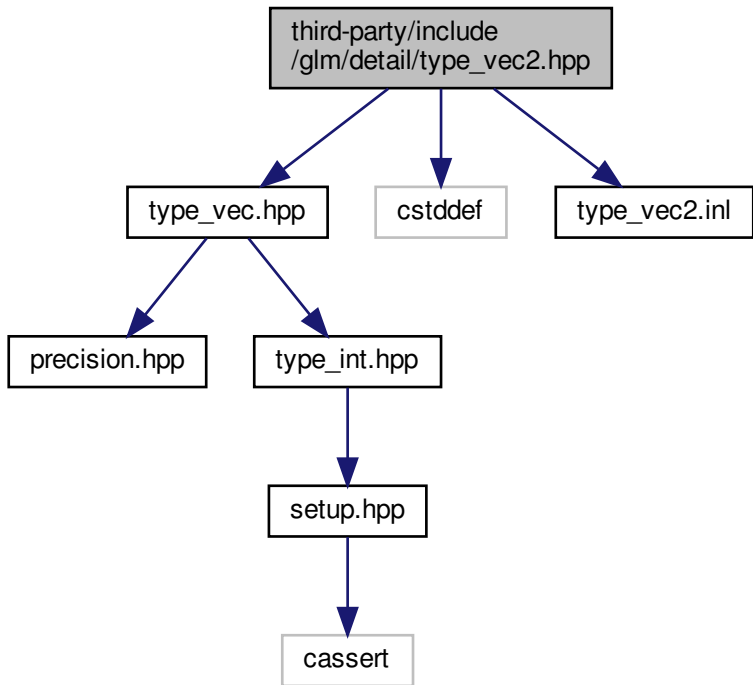 third-party/include
/glm/detail/type_vec2.hpp
type_vec.hpp
cstddef
type_vec2.inl
precision.hpp
type_int.hpp
setup.hpp
cassert